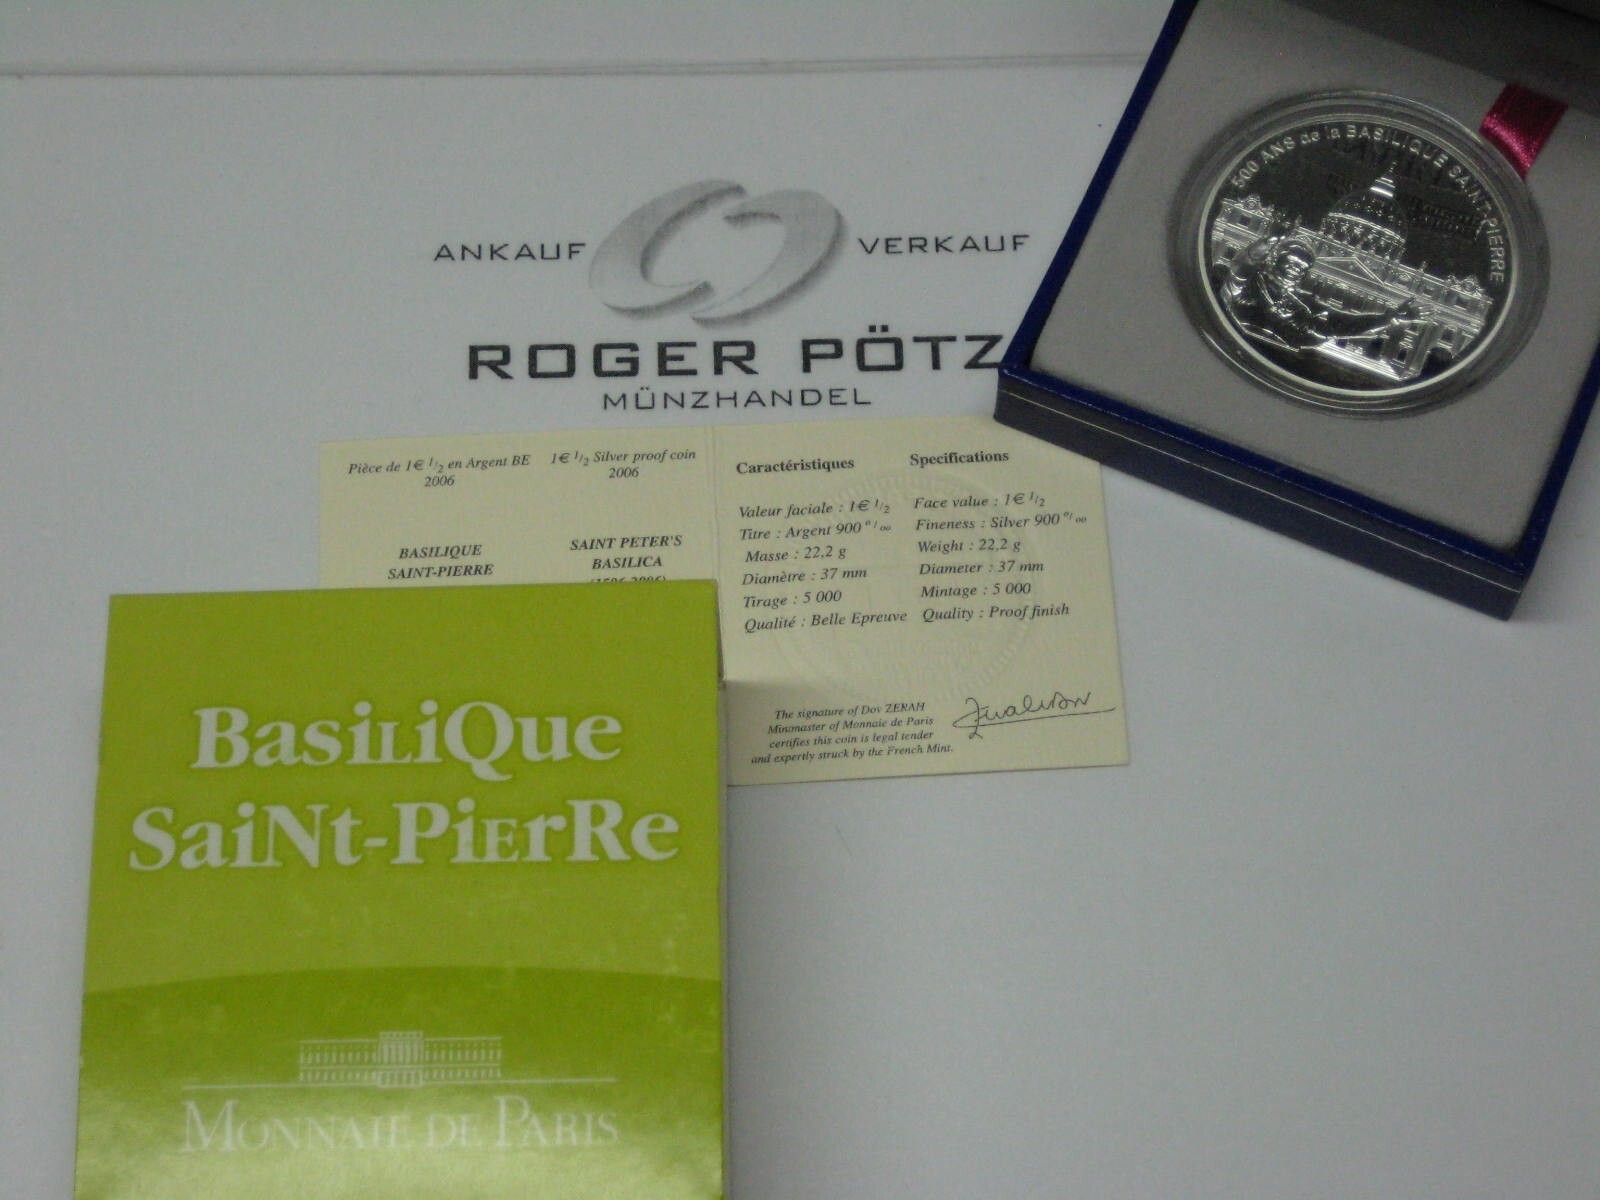 500 ANS de la BASILIQUE SAINT-PIERRE
ANKAUF VERKAUF
ROGER PÖTZ
MÜNZHANDEL
Pièce de 1€ 1/2 en Argent BE
2006
BASILIQUE
SAINT-PIERRE
1€ 1/2 Silver proof coin
2006
SAINT PETER'S
BASILICA
(1506-2006)
Caractéristiques
Valeur faciale : 1€ 1/2
Titre : Argent 900 °/oo
Masse : 22,2 g
Diamètre : 37 mm
Tirage : 5 000
Qualité : Belle Epreuve
Specifications
Face value : 1€ 1/2
Fineness : Silver 900 °/oo
Weight : 22,2 g
Diameter : 37 mm
Mintage : 5 000
Quality : Proof finish
The signature of Dov ZERAH
Minmaster of Monnaie de Paris
certifies this coin is legal tender
and expertly struck by the French Mint.
BasiLiQue
SaiNt-PiErRe
MONNAIE DE PARIS